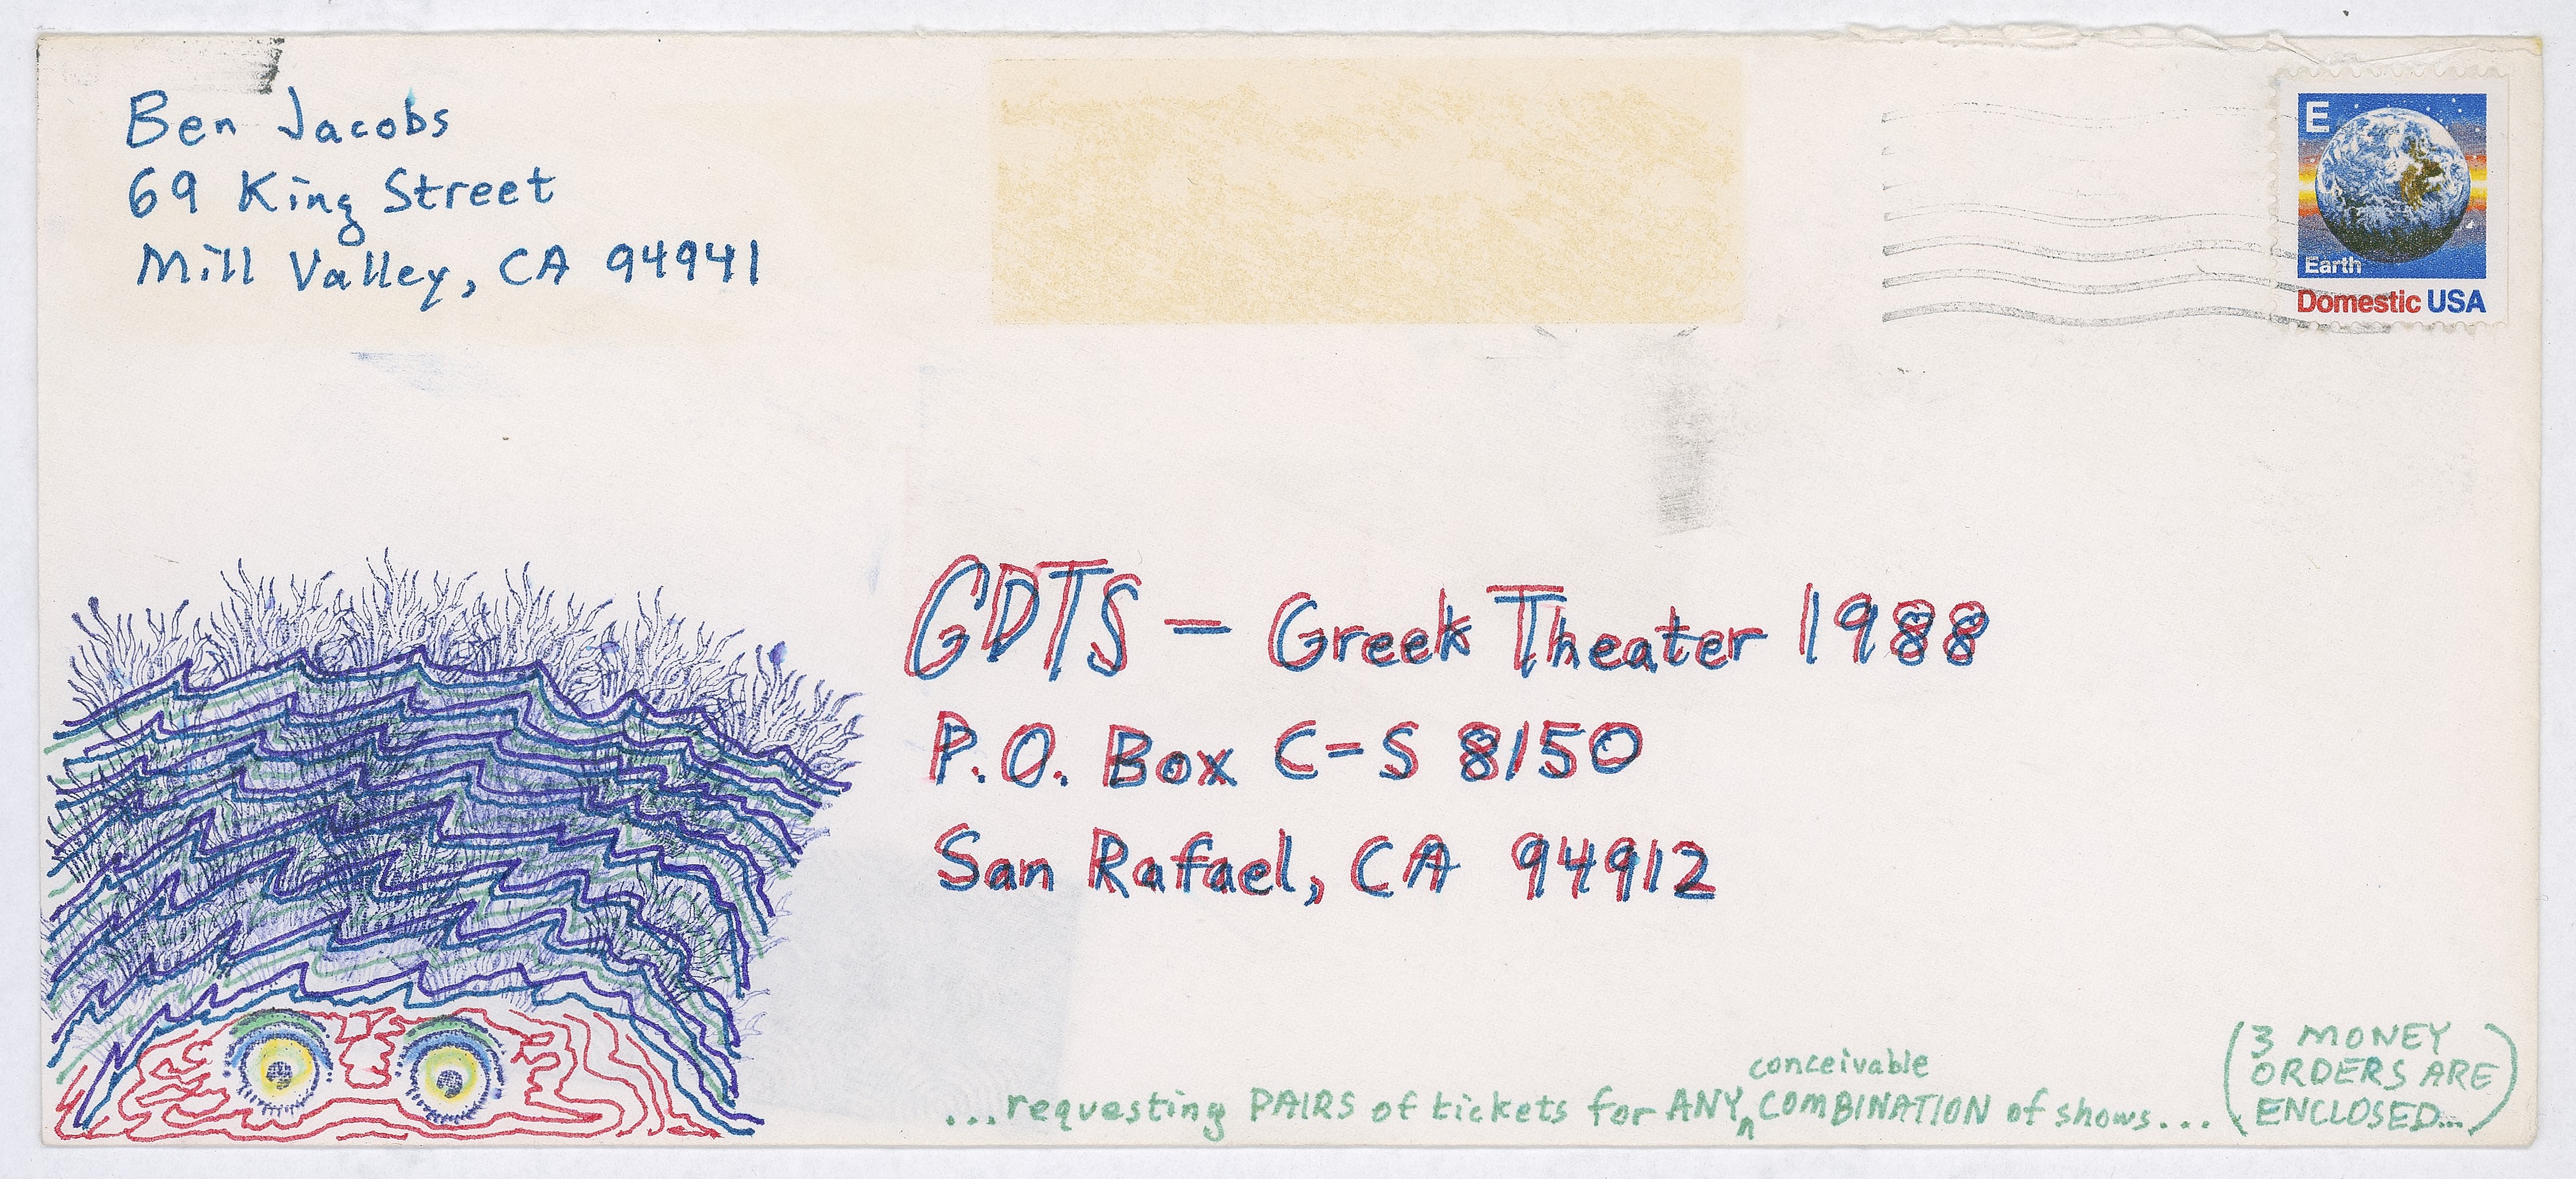 Ben Jacobs
69 King Street
Mill Valley, CA 94941
E
Earth
Domestic USA
GDTS – Greek Theater 1988
P.O. Box C-S 8150
San Rafael, CA 94912
conceivable
...requesting PAIRS of tickets for ANY^COMBINATION of shows...
(3 MONEY
ORDERS ARE
ENCLOSED...)